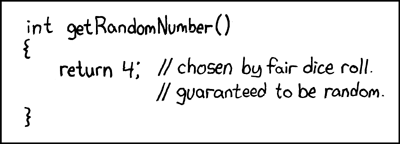 int getRandomNumber()
{
return 4; // chosen by fair dice roll.
// guaranteed to be random.
}